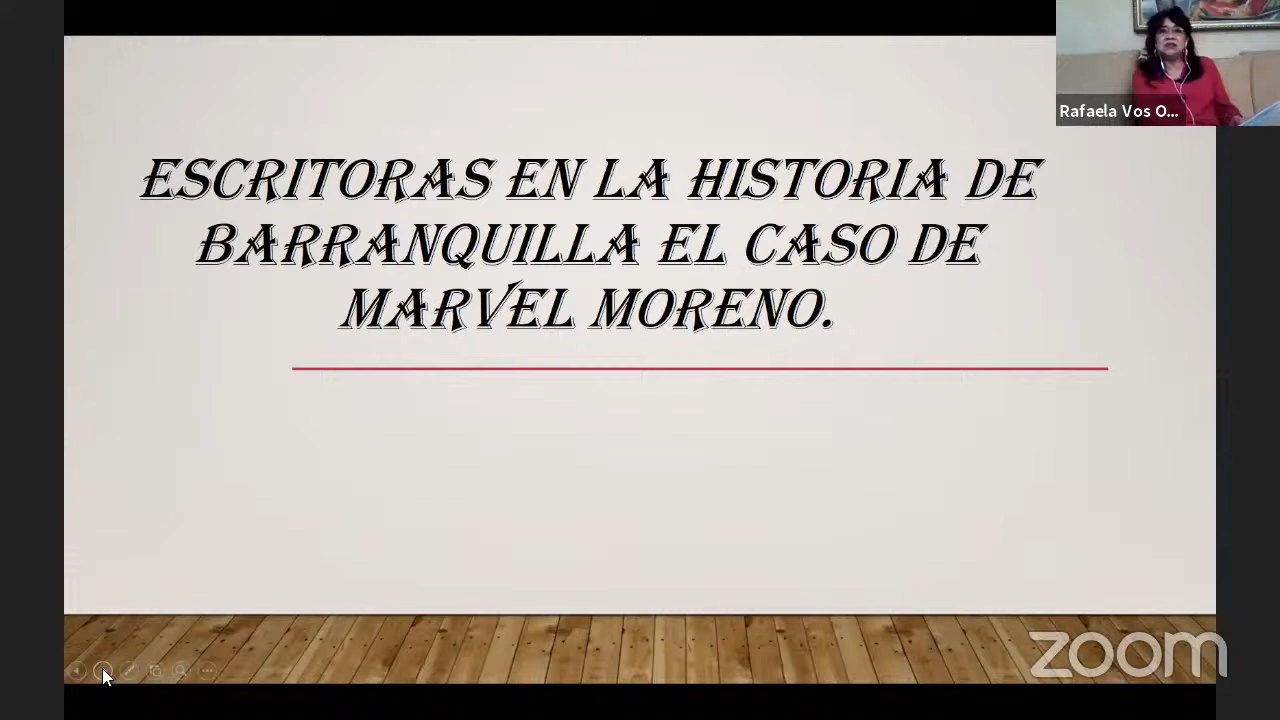 Rafaela Vos O...
ESCRITORAS EN LA HISTORIA DE
BARRANQUILLA EL CASO DE
MARVEL MORENO.
zoom